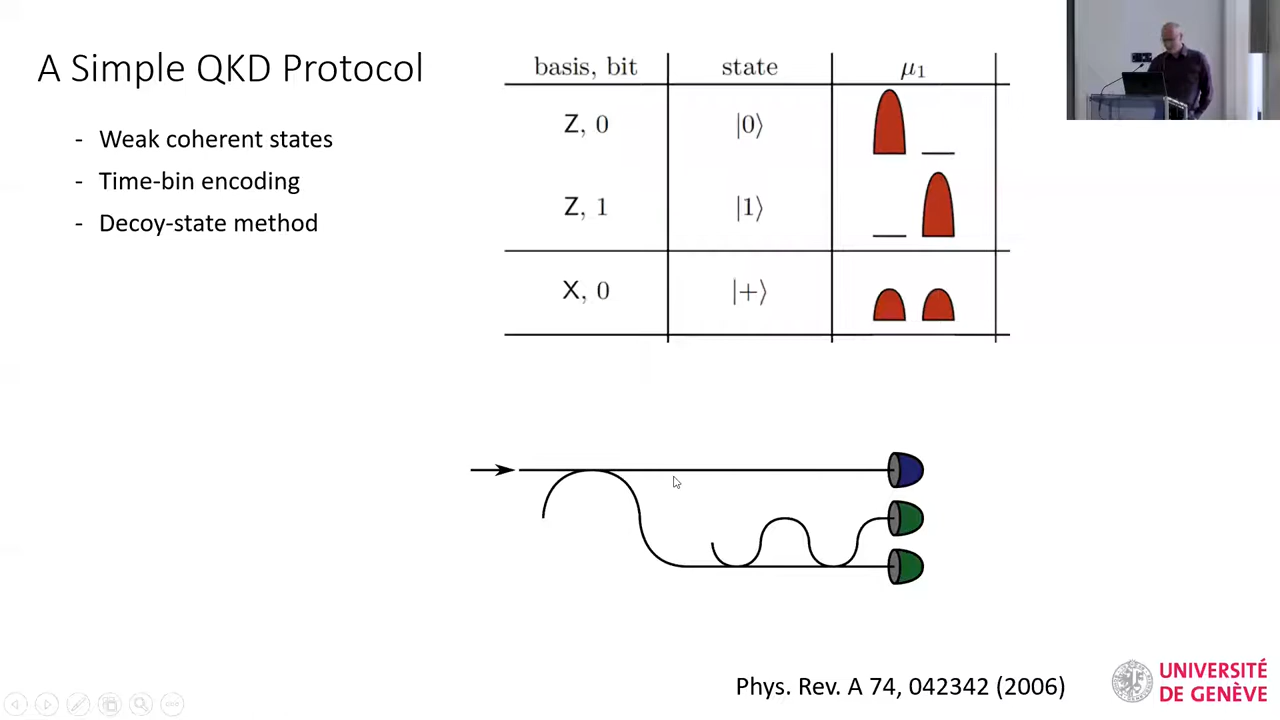 A Simple QKD Protocol
- Weak coherent states
- Time-bin encoding
- Decoy-state method
basis, bit state μ₁
Z, 0 |0⟩
Z, 1 |1⟩
X, 0 |+⟩
Phys. Rev. A 74, 042342 (2006)
UNIVERSITÉ
DE GENÈVE